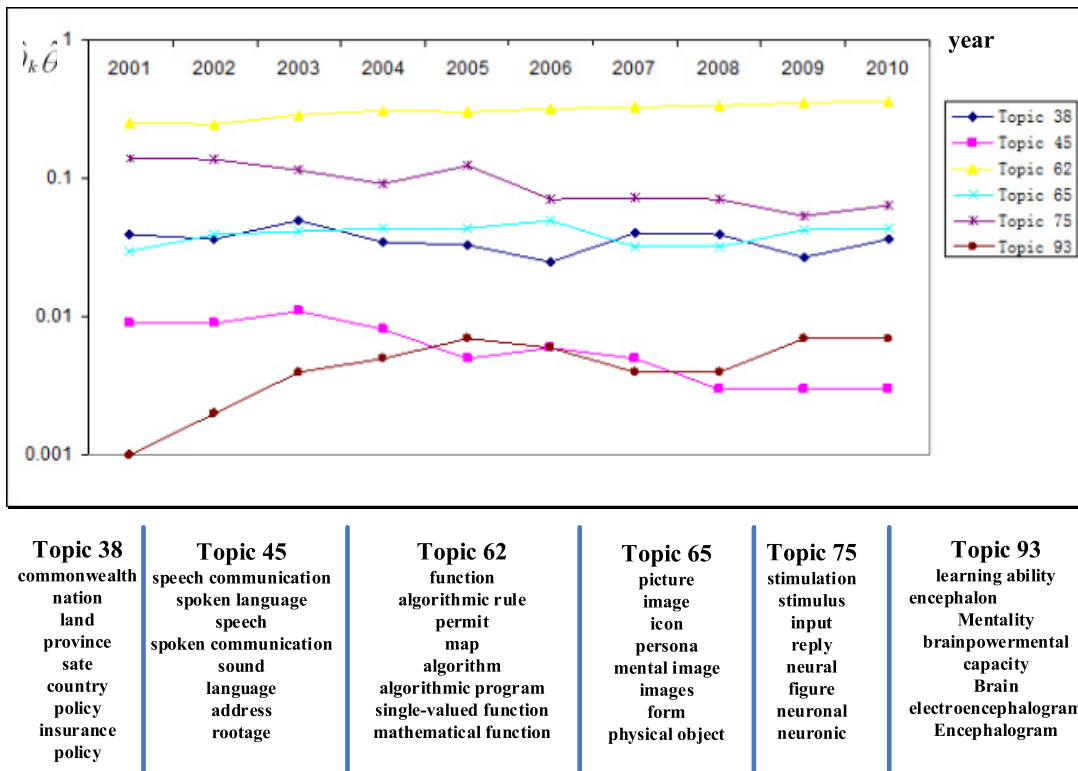 1
year
2001 2002 2003 2004 2005 2006 2007 2008 2009 2010
0.1
0.01
0.001
Topic 38
Topic 45
Topic 62
Topic 65
Topic 75
Topic 93
Topic 38
commonwealth
nation
land
province
sate
country
policy
insurance
policy
Topic 45
speech communication
spoken language
speech
spoken communication
sound
language
address
rootage
Topic 62
function
algorithmic rule
permit
map
algorithm
algorithmic program
single-valued function
mathematical function
Topic 65
picture
image
icon
persona
mental image
images
form
physical object
Topic 75
stimulation
stimulus
input
reply
neural
figure
neuronal
neuronic
Topic 93
learning ability
encephalon
Mentality
brainpowermental
capacity
Brain
electroencephalogram
Encephalogram